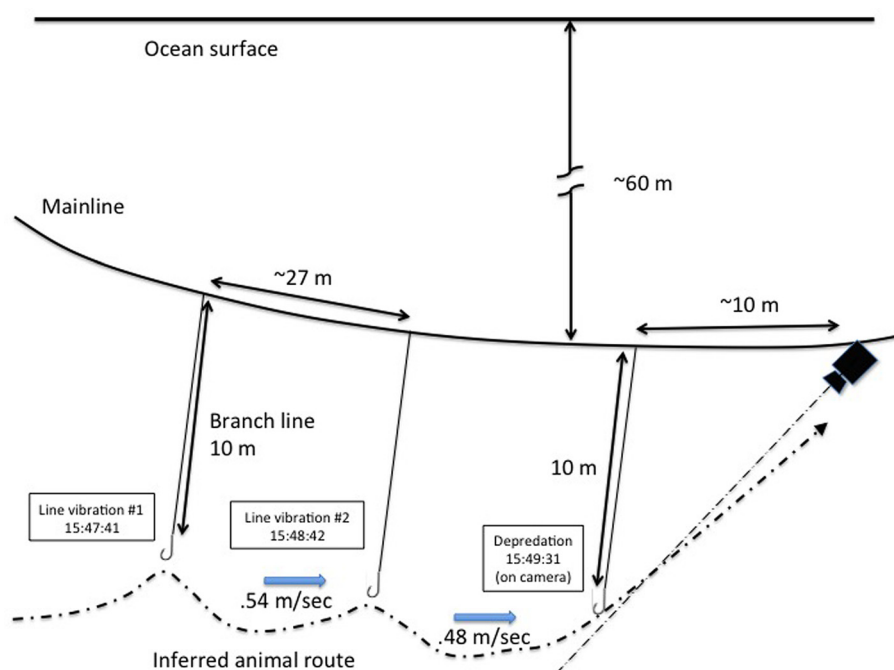 Ocean surface
~60 m
Mainline
~27 m
~10 m
Branch line
10 m
10 m
Line vibration #1
15:47:41
Line vibration #2
15:48:42
Depredation
15:49:31
(on camera)
.54 m/sec
.48 m/sec
Inferred animal route